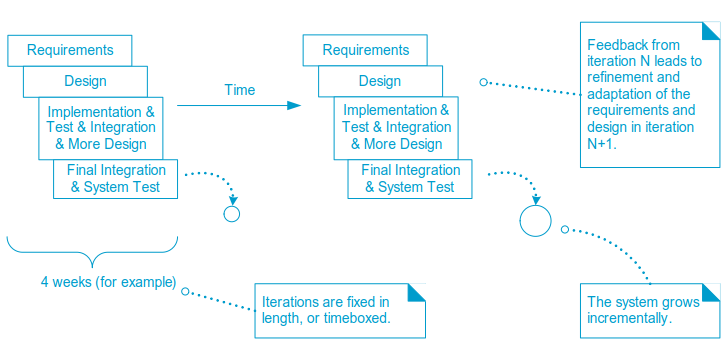 Requirements
Design
Implementation &
Test & Integration
& More Design
Final Integration
& System Test
Time
Requirements
Design
Implementation &
Test & Integration
& More Design
Final Integration
& System Test
Feedback from
iteration N leads to
refinement and
adaptation of the
requirements and
design in iteration
N+1.
4 weeks (for example)
Iterations are fixed in
length, or timeboxed.
The system grows
incrementally.